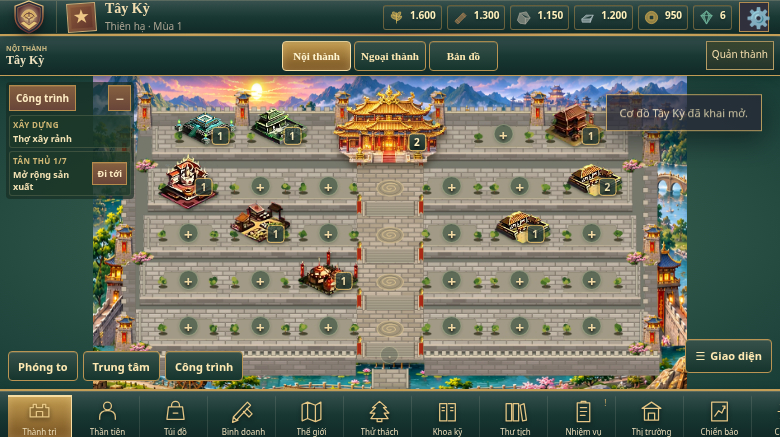 Tây Kỳ
Thiên hạ · Mùa 1
1.600
1.300
1.150
1.200
950
6
NỘI THÀNH
Tây Kỳ
Nội thành
Ngoại thành
Bản đồ
Quản thành
Công trình
–
XÂY DỰNG
Thợ xây rảnh
TÂN THỦ 1/7
Mở rộng sản
xuất
Đi tới
Cơ đồ Tây Kỳ đã khai mở.
1
1
2
+
1
1
+
+
+
+
2
+
+
1
+
1
+
+
+
1
+
+
+
+
+
+
+
+
+
+
Phóng to
Trung tâm
Công trình
☰ Giao diện
Thành trì
Thần tiên
Túi đồ
Binh doanh
Thế giới
Thử thách
Khoa kỹ
Thư tịch
Nhiệm vụ
!
Thị trường
Chiến báo